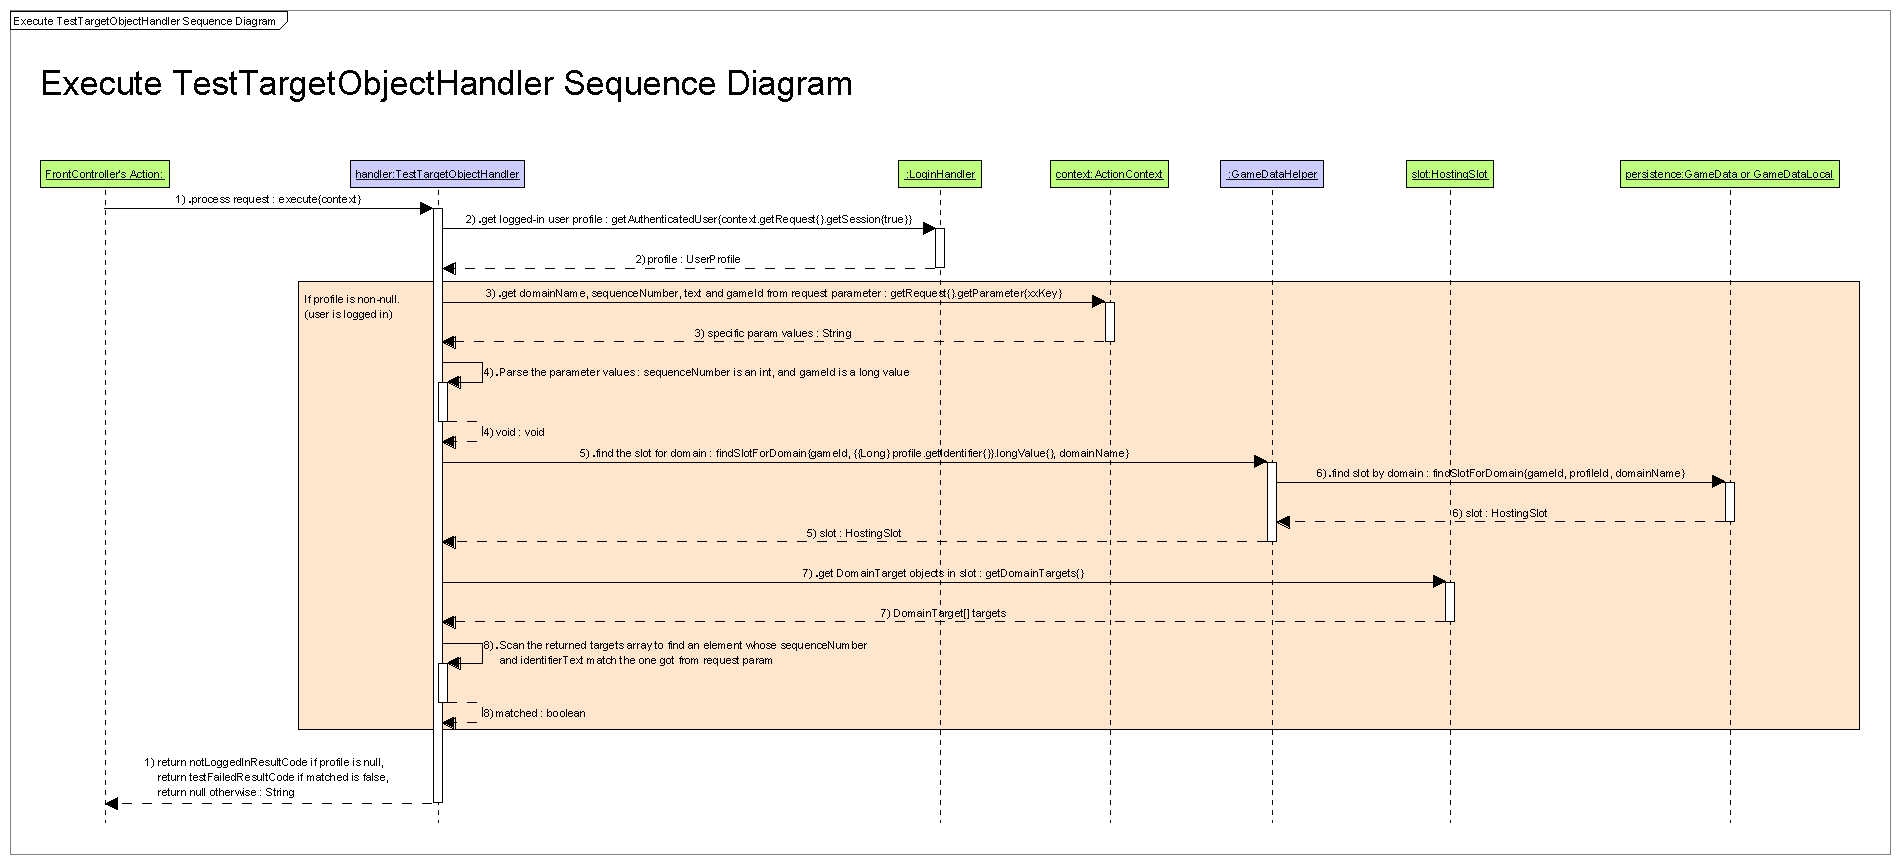 Execute TestTargetObjectHandler Sequence Diagram
Execute TestTargetObjectHandler Sequence Diagram
FrontController's Action:
handler:TestTargetObjectHandler
:LoginHandler
context:ActionContext
:GameDataHelper
slot:HostingSlot
persistence:GameData or GameDataLocal
1) .process request : execute{context}
2) .get logged-in user profile : getAuthenticatedUser{context.getRequest{}.getSession{true}}
2) profile : UserProfile
If profile is non-null.
(user is logged in)
3) .get domainName, sequenceNumber, text and gameId from request parameter : getRequest{}.getParameter{xxKey}
3) specific param values : String
4) .Parse the parameter values : sequenceNumber is an int, and gameId is a long value
4) void : void
5) .find the slot for domain : findSlotForDomain{gameId, {{Long} profile.getIdentifier{}}.longValue{}, domainName}
6) .find slot by domain : findSlotForDomain{gameId, profileId, domainName}
6) slot : HostingSlot
5) slot : HostingSlot
7) .get DomainTarget objects in slot : getDomainTargets{}
7) DomainTarget[] targets
8) .Scan the returned targets array to find an element whose sequenceNumber
and identifierText match the one got from request param
8) matched : boolean
1) return notLoggedInResultCode if profile is null,
return testFailedResultCode if matched is false,
return null otherwise : String